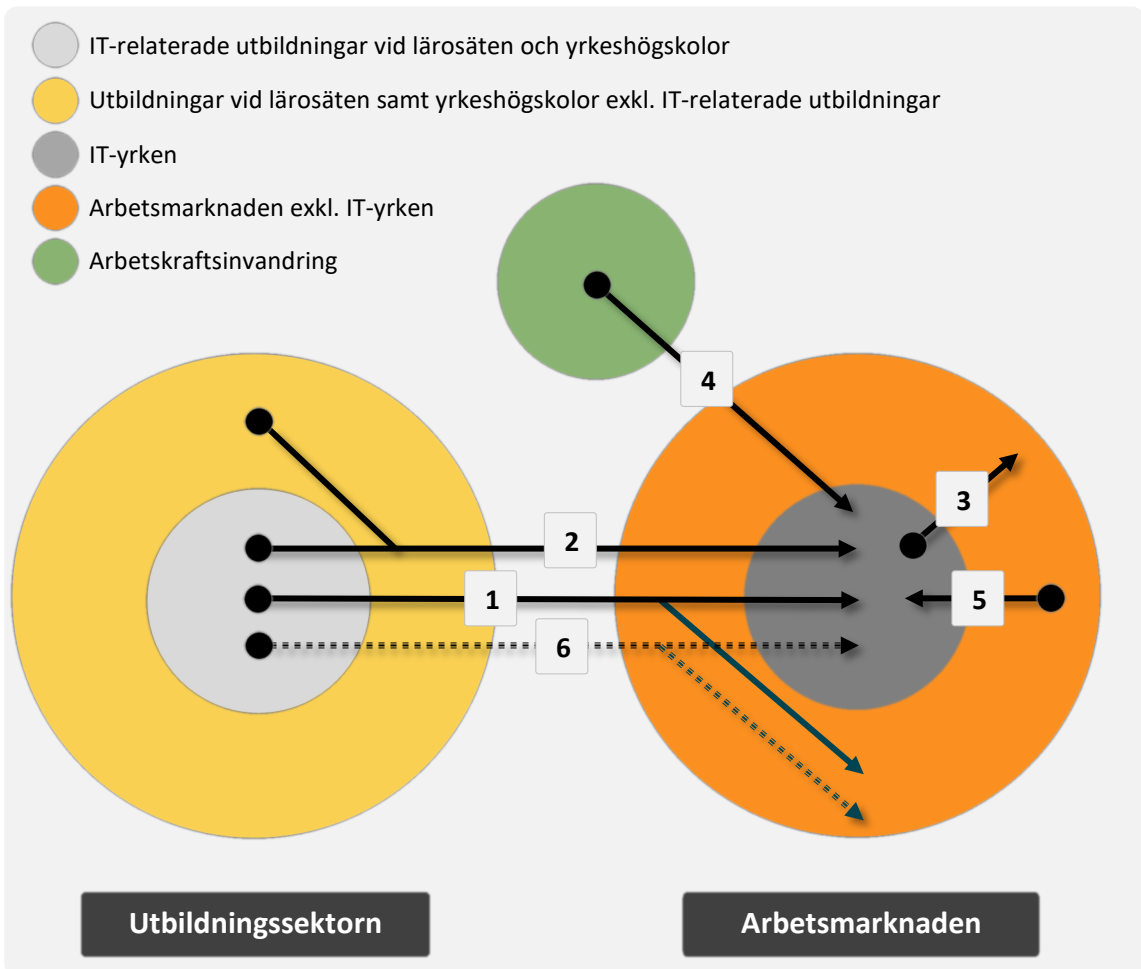 IT-relaterade utbildningar vid lärosäten och yrkeshögskolor
Utbildningar vid lärosäten samt yrkeshögskolor exkl. IT-relaterade utbildningar
IT-yrken
Arbetsmarknaden exkl. IT-yrken
Arbetskraftsinvandring
4
3
2
1
5
6
Utbildningssektorn
Arbetsmarknaden